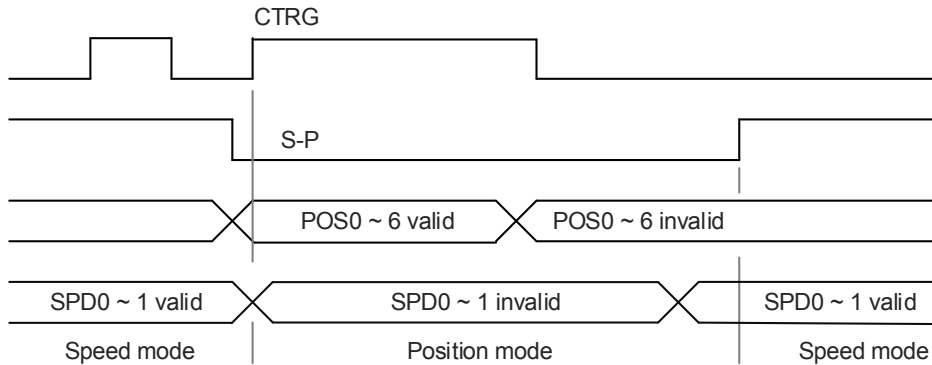 CTRG
S-P
POS0 ~ 6 valid POS0 ~ 6 invalid
SPD0 ~ 1 valid SPD0 ~ 1 invalid SPD0 ~ 1 valid
Speed mode Position mode Speed mode